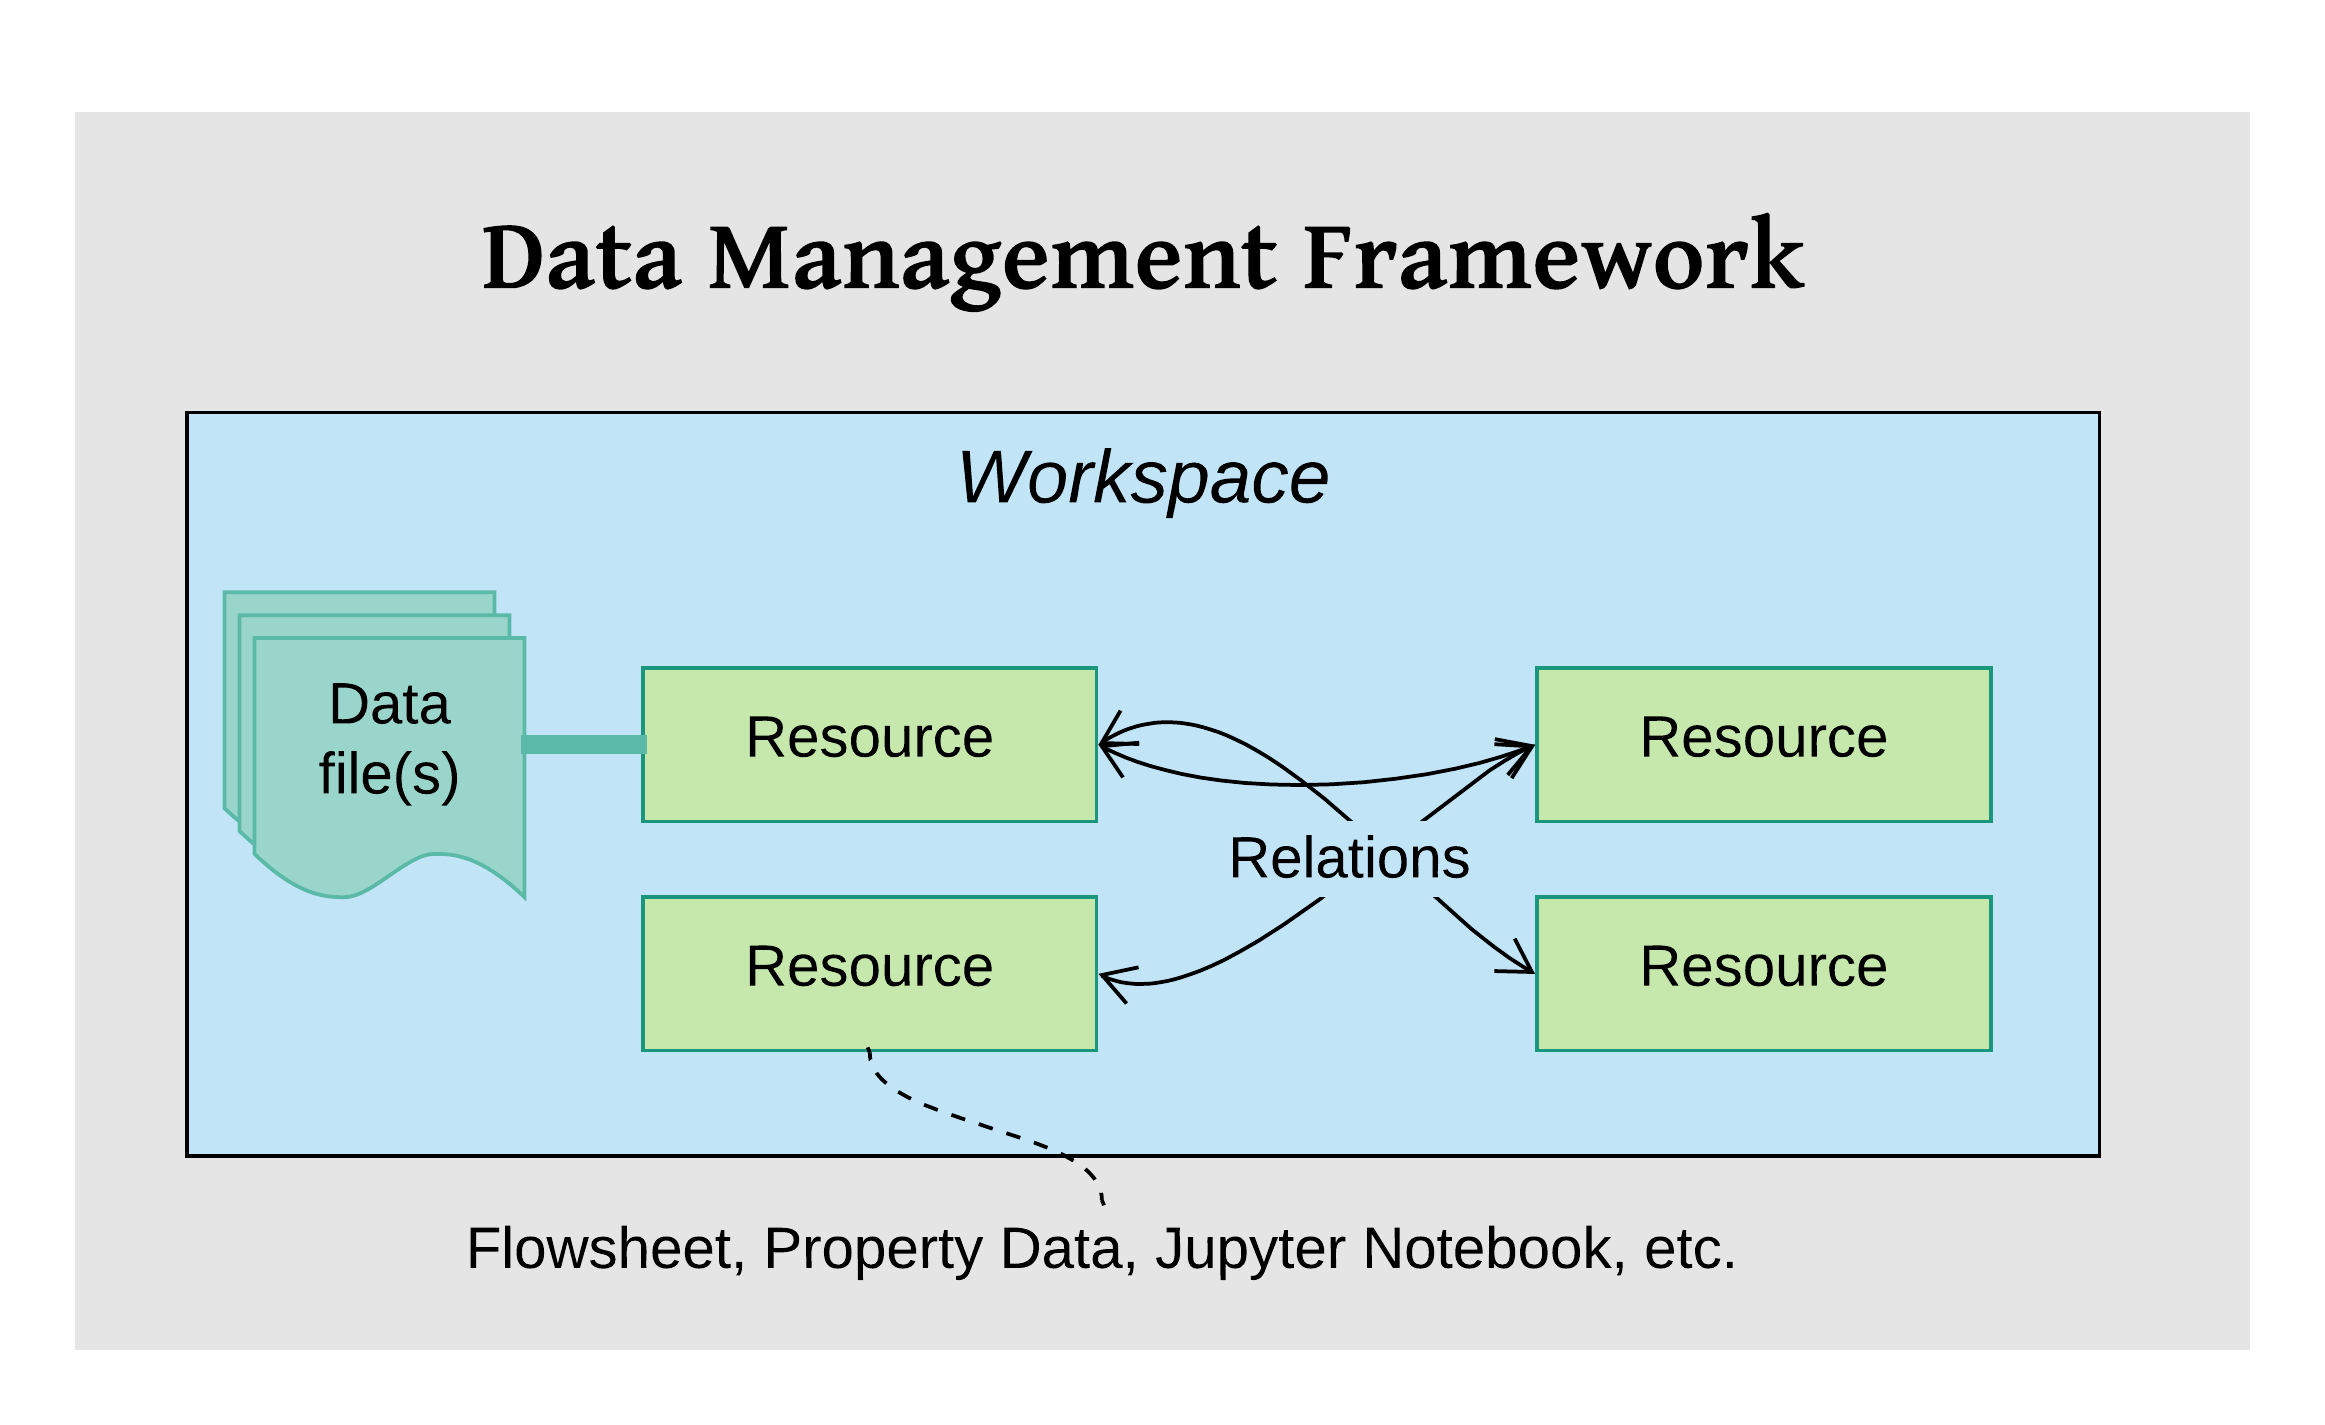 Data Management Framework
Workspace
Data
file(s)
Resource
Resource
Relations
Resource
Resource
Flowsheet, Property Data, Jupyter Notebook, etc.